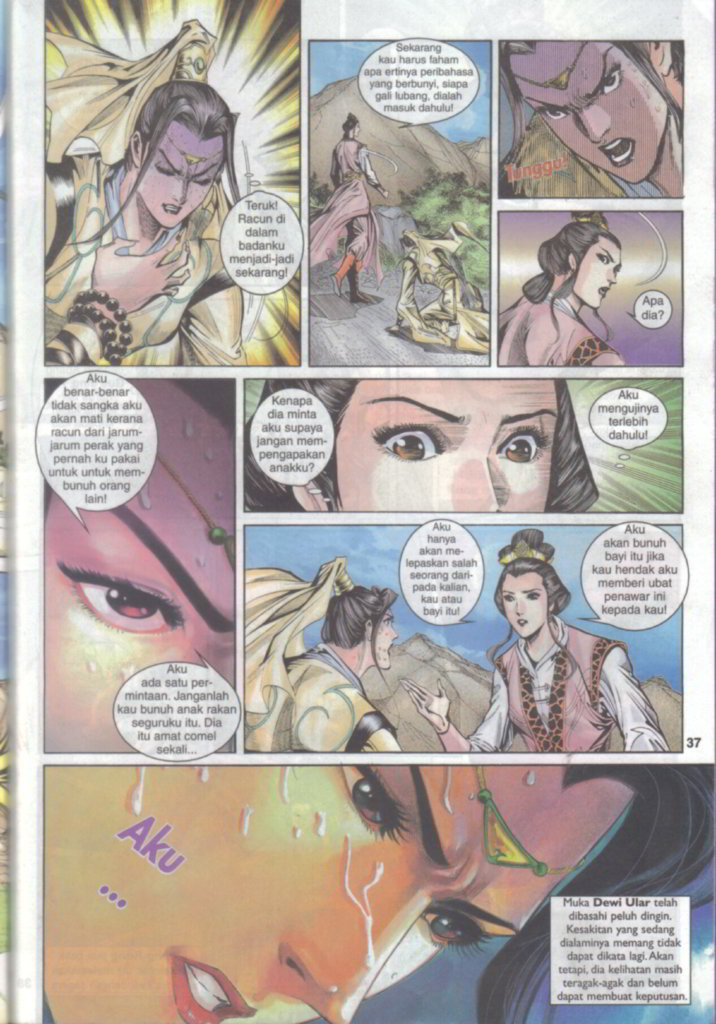 Teruk!
Racun di
dalam
badanku
menjadi-jadi
sekarang!
Sekarang
kau harus faham
apa ertinya peribahasa
yang berbunyi, siapa
gali lubang, dialah
masuk dahulu!
Tunggu!
Apa
dia?
Aku
benar-benar
tidak sangka aku
akan mati kerana
racun dari jarum-
jarum perak yang
pernah ku pakai
untuk untuk mem-
bunuh orang
lain!
Aku
ada satu per-
mintaan. Janganlah
kau bunuh anak rakan
seguruku itu. Dia
itu amat comel
sekali...
Kenapa
dia minta
aku supaya
jangan mem-
pengapakan
anakku?
Aku
mengujinya
terlebih
dahulu!
Aku
hanya
akan me-
lepaskan salah
seorang dari-
pada kalian,
kau atau
bayi itu!
Aku
akan bunuh
bayi itu jika
kau hendak aku
memberi ubat
penawar ini
kepada kau!
37
Aku
...
Muka Dewi Ular telah
dibasahi peluh dingin.
Kesakitan yang sedang
dialaminya memang tidak
dapat dikata lagi. Akan
tetapi, dia kelihatan masih
teragak-agak dan belum
dapat membuat keputusan.